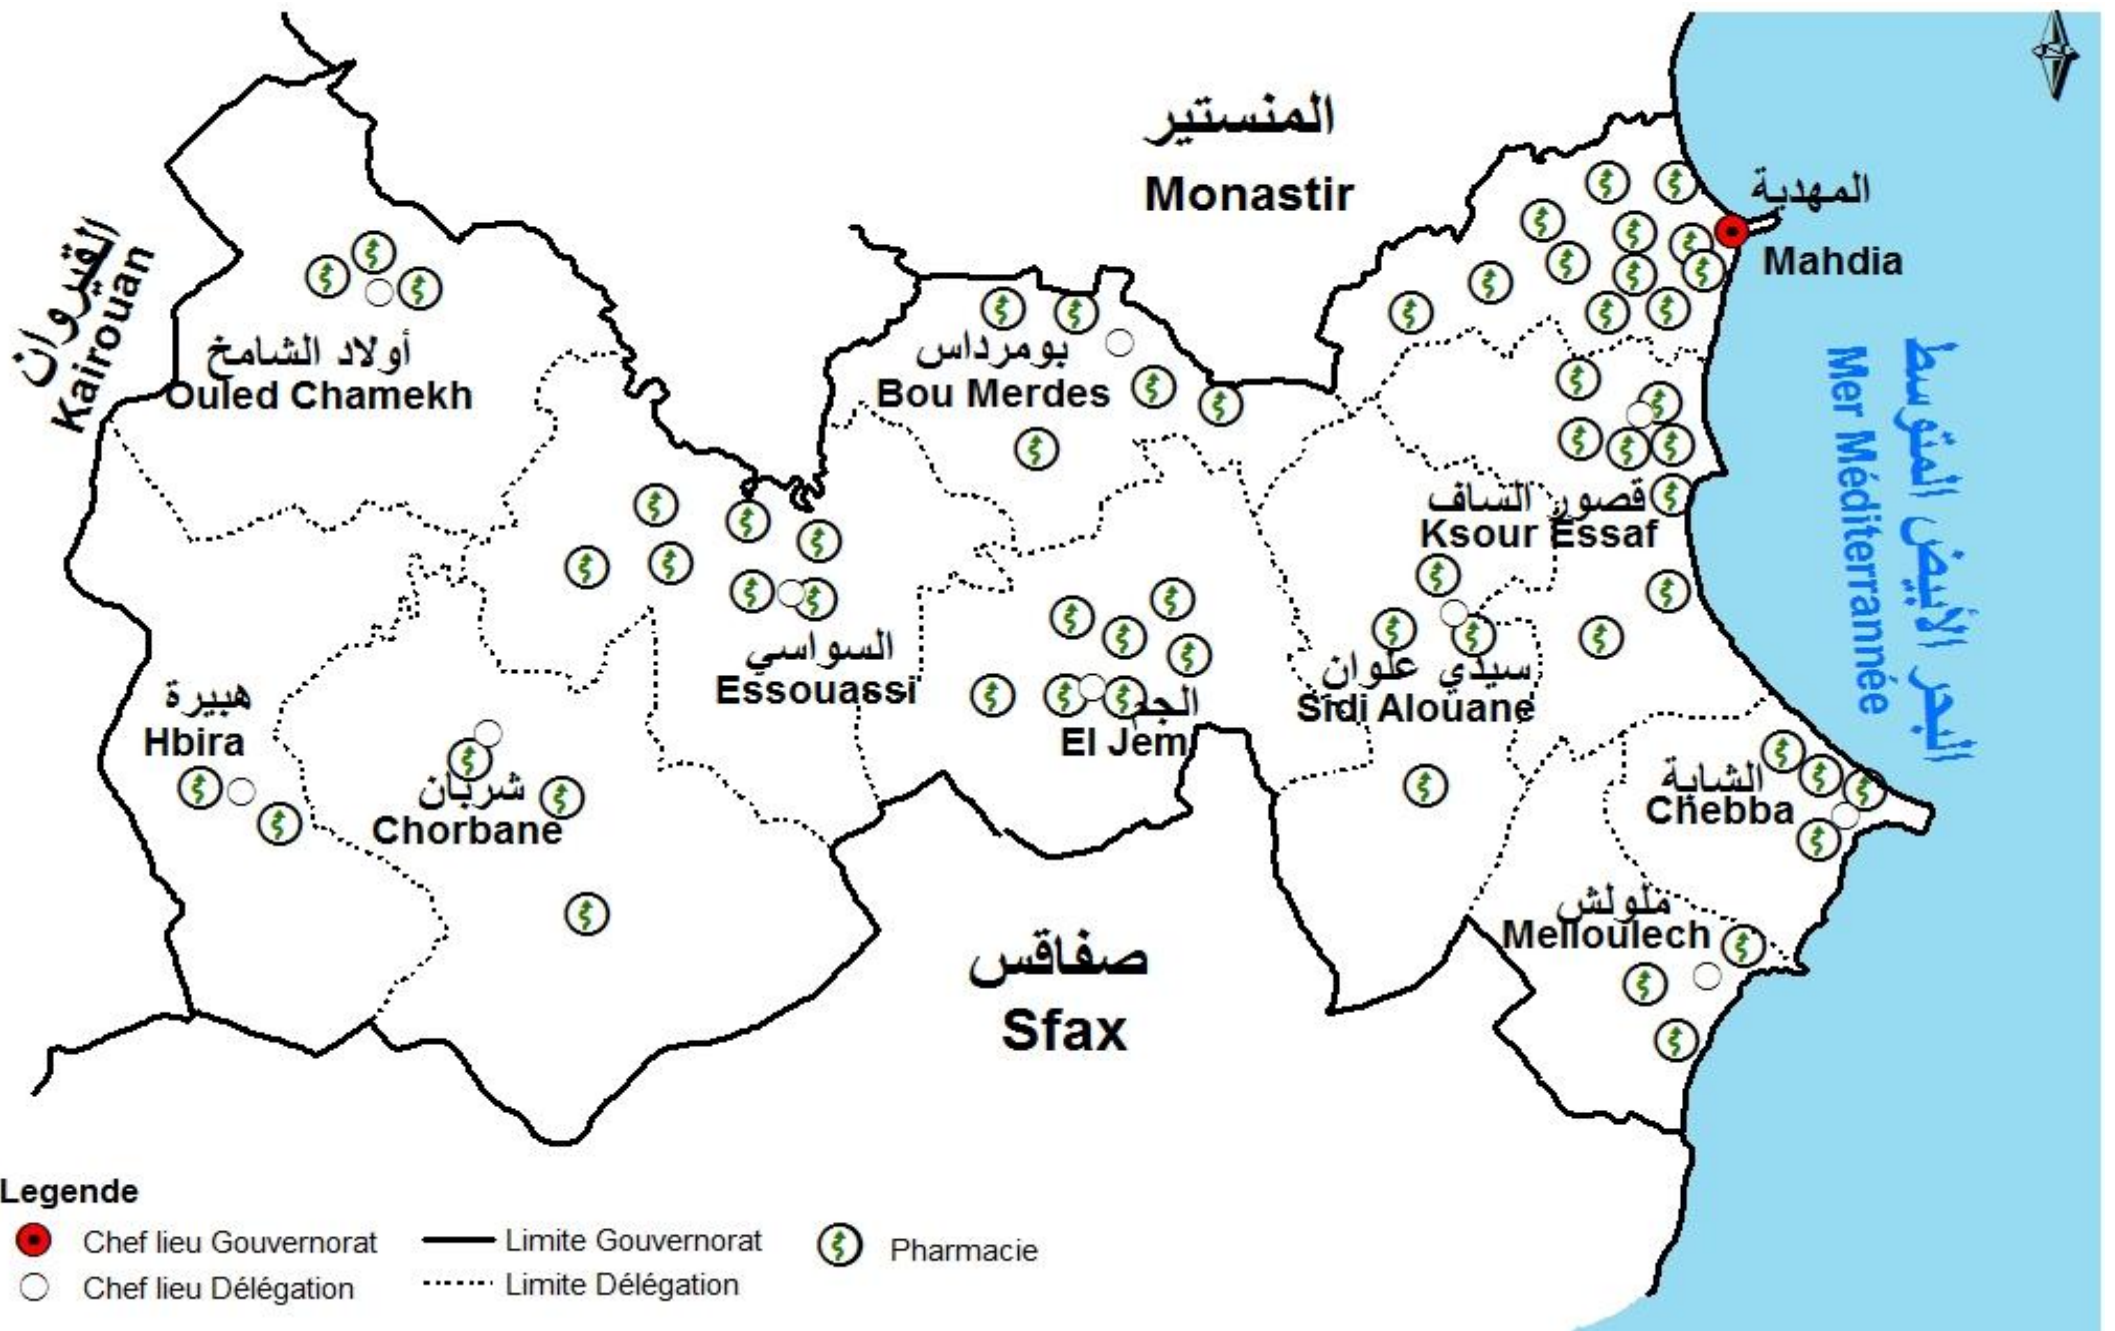 المنستير
Monastir
المهدية
Mahdia
القيروان
Kairouan
أولاد الشامخ
Ouled Chamekh
بومرداس
Bou Merdes
البحر الأبيض المتوسط
Mer Méditerrannée
قصور الساف
Ksour Essaf
السواسي
Essouassi
سيدي علوان
Sidi Alouane
هبيرة
Hbira
الجم
El Jem
شربان
Chorbane
الشابة
Chebba
ملولش
Melloulech
صفاقس
Sfax
Legende
Chef lieu Gouvernorat
Limite Gouvernorat
Pharmacie
Chef lieu Délégation
Limite Délégation